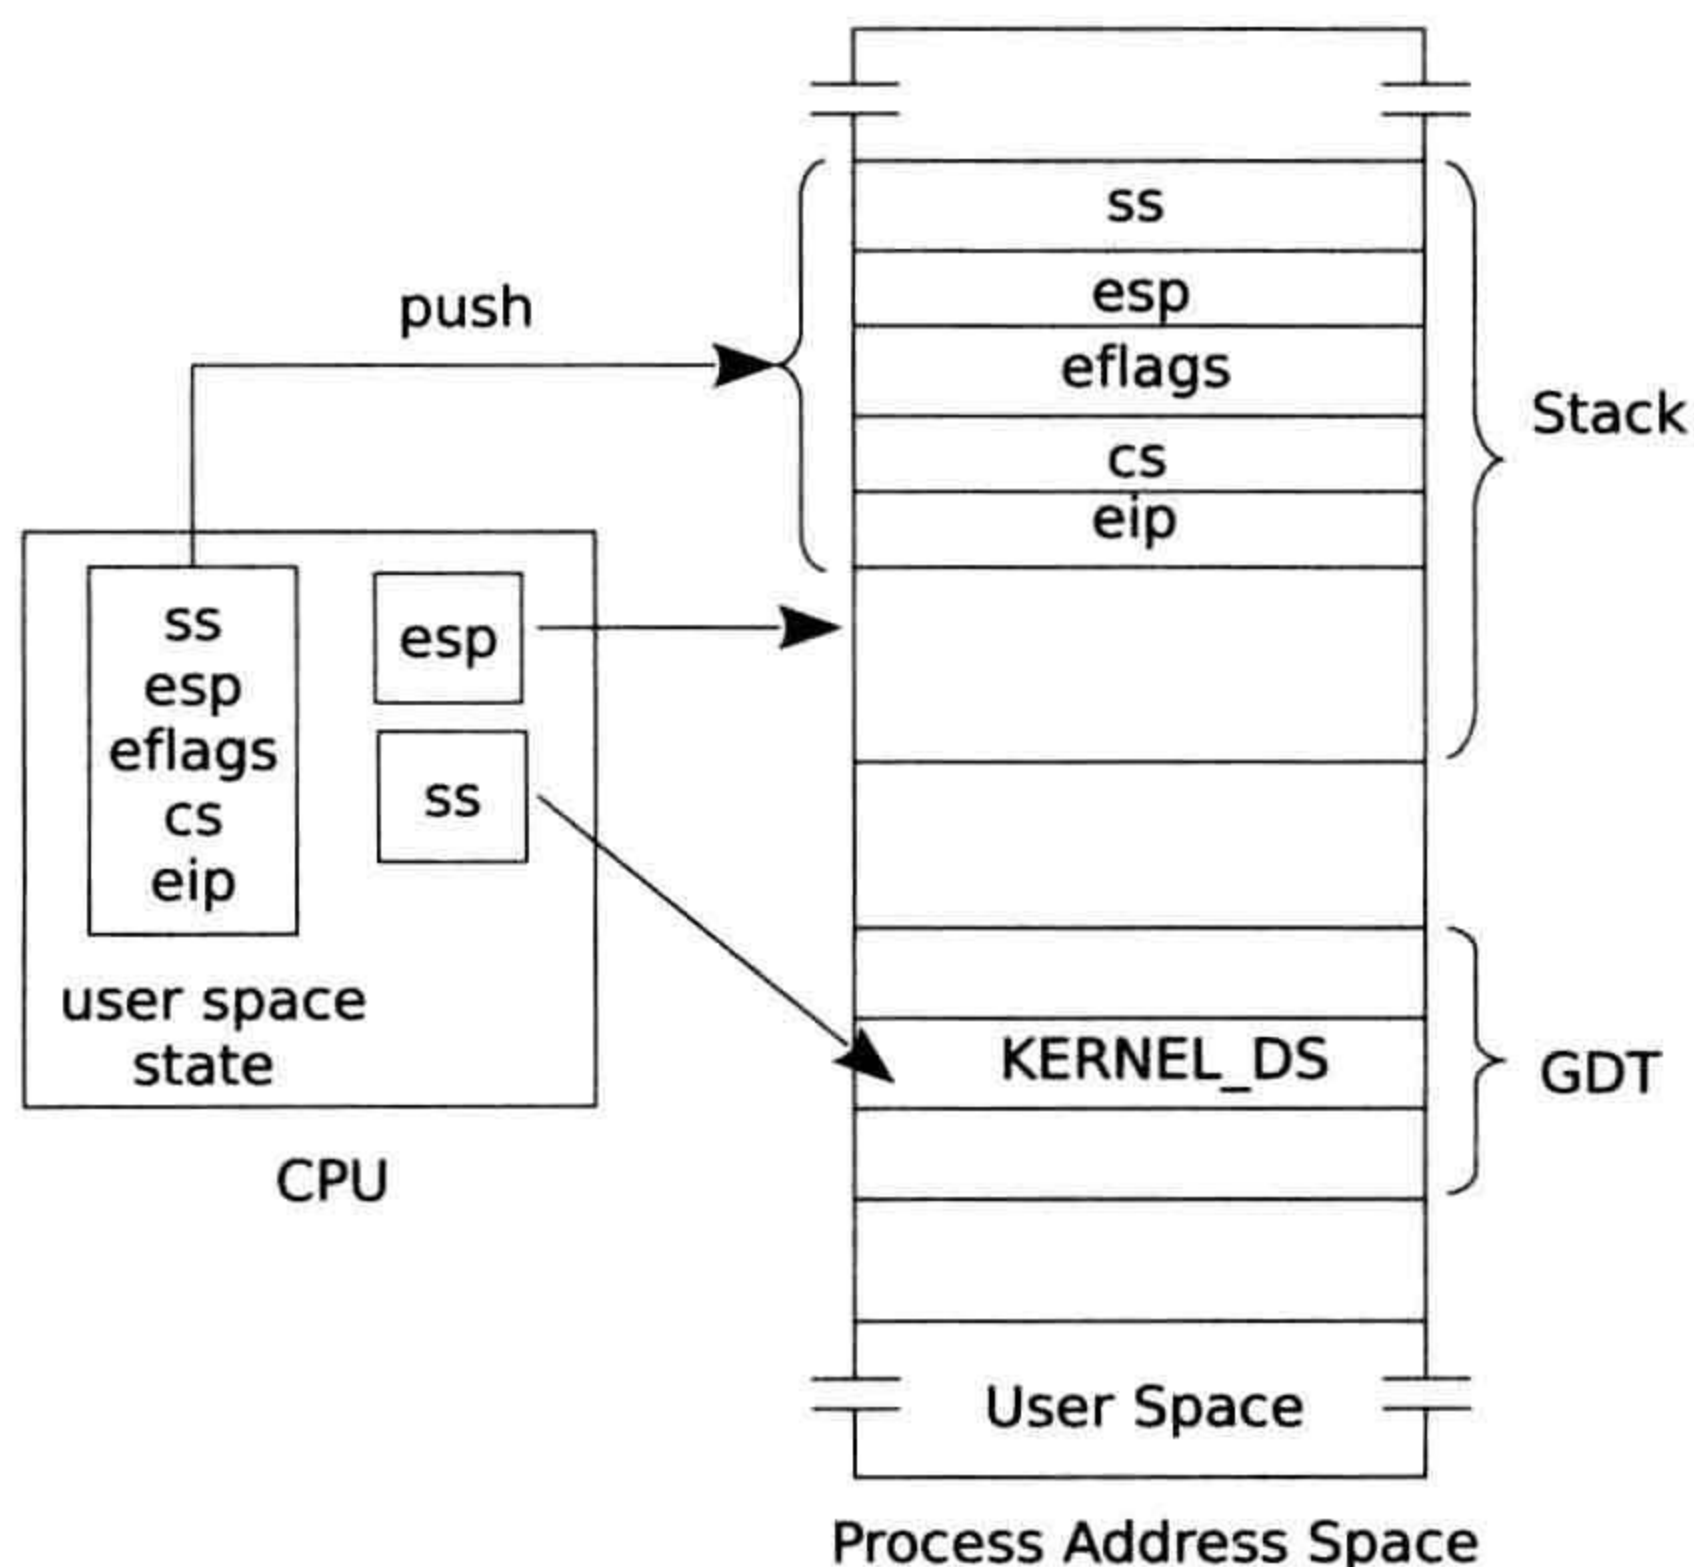 push
ss
esp
eflags
cs
eip
user space
state
esp
ss
CPU
ss
esp
eflags
cs
eip
Stack
KERNEL_DS
GDT
User Space
Process Address Space